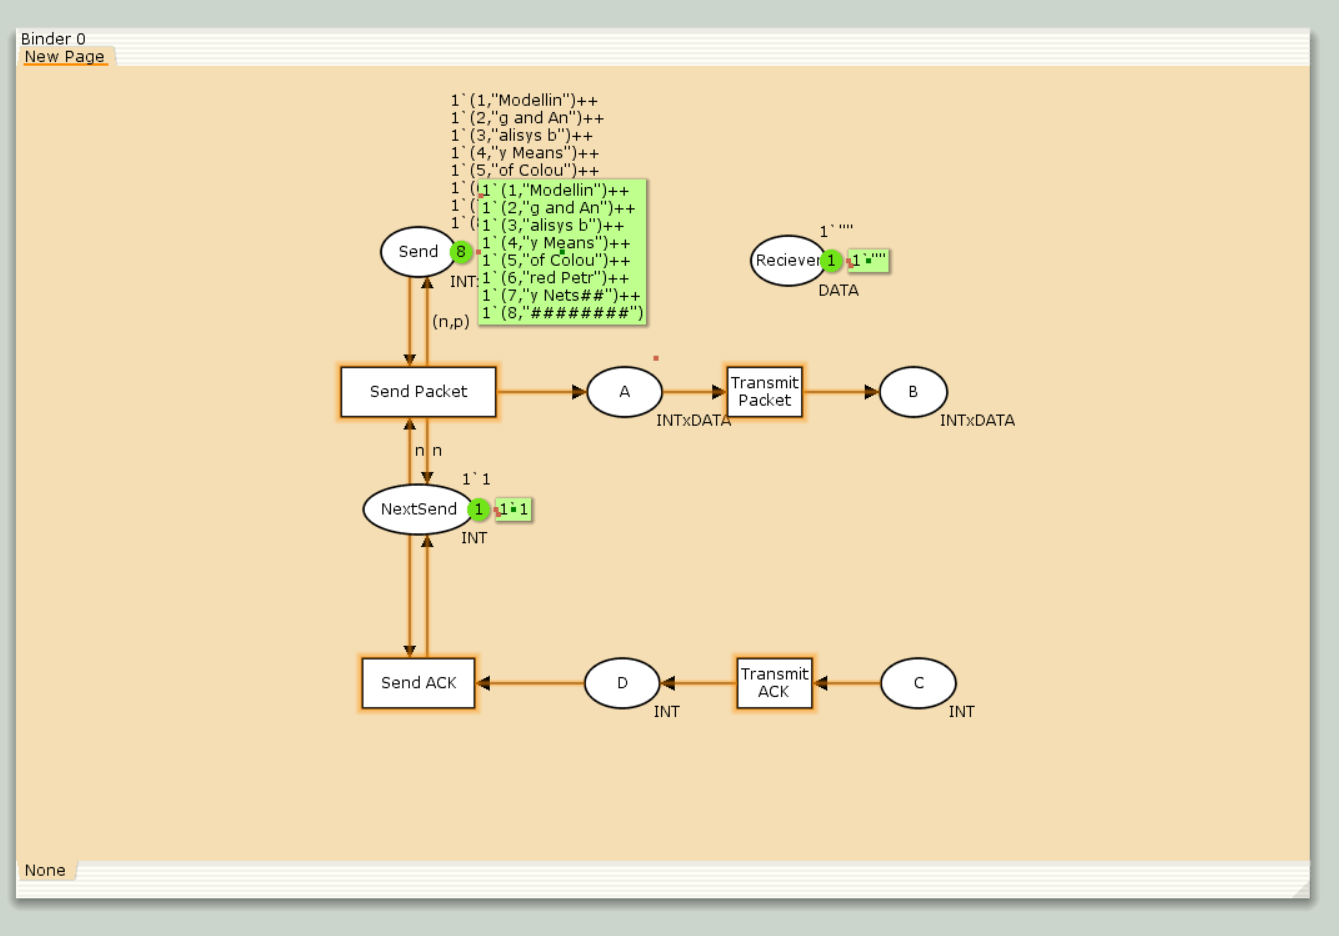 Binder 0
New Page
1`(1,"Modellin")++
1`(2,"g and An")++
1`(3,"alisys b")++
1`(4,"y Means")++
1`(5,"of Colou")++
1`(
1`(
1`(
1`(1,"Modellin")++
1`(2,"g and An")++
1`(3,"alisys b")++
1`(4,"y Means")++
1`(5,"of Colou")++
1`(6,"red Petr")++
1`(7,"y Nets##")++
1`(8,"########")
Send
8
INT
1`""
Reciever
1
1`""
DATA
(n,p)
Send Packet
A
INTxDATA
Transmit
Packet
B
INTxDATA
n
n
1`1
NextSend
1
1`1
INT
Send ACK
D
INT
Transmit
ACK
C
INT
None